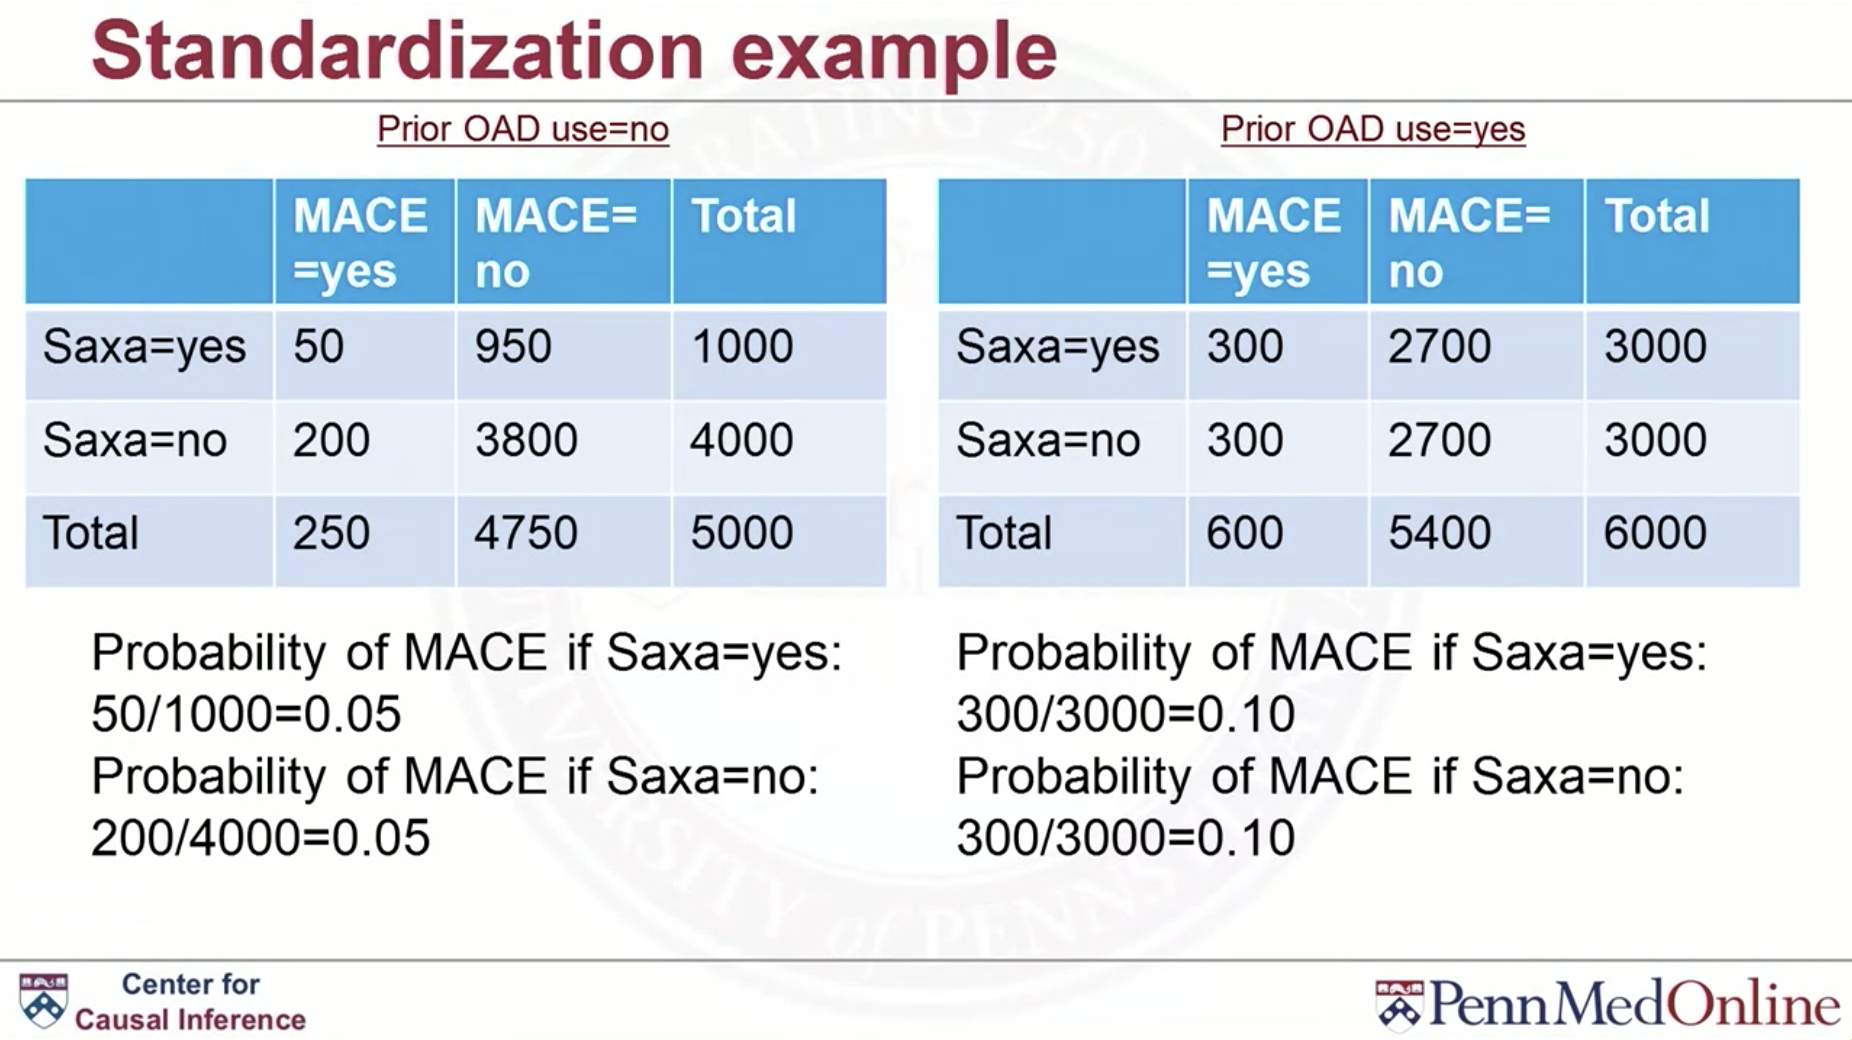 Standardization example
Prior OAD use=no
MACE =yes MACE= no Total
Saxa=yes 50 950 1000
Saxa=no 200 3800 4000
Total 250 4750 5000
Probability of MACE if Saxa=yes:
50/1000=0.05
Probability of MACE if Saxa=no:
200/4000=0.05
Prior OAD use=yes
MACE =yes MACE= no Total
Saxa=yes 300 2700 3000
Saxa=no 300 2700 3000
Total 600 5400 6000
Probability of MACE if Saxa=yes:
300/3000=0.10
Probability of MACE if Saxa=no:
300/3000=0.10
Center for
Causal Inference
PennMedOnline